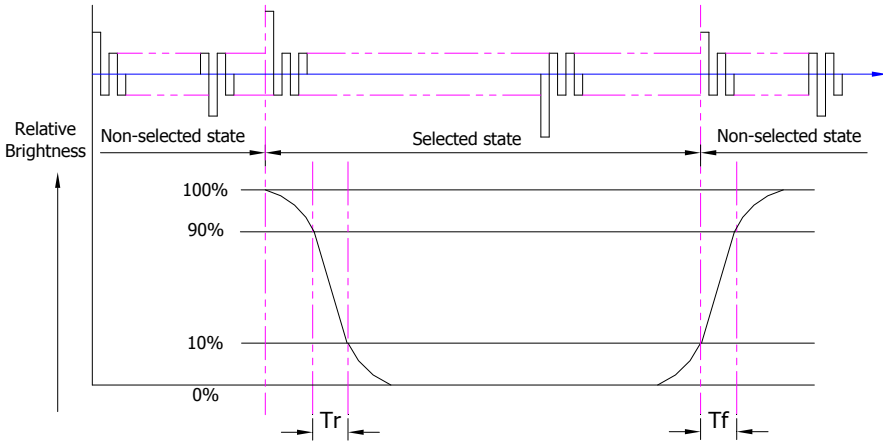 Relative
Brightness
Non-selected state
Selected state
Non-selected state
100%
90%
10%
0%
Tr
Tf